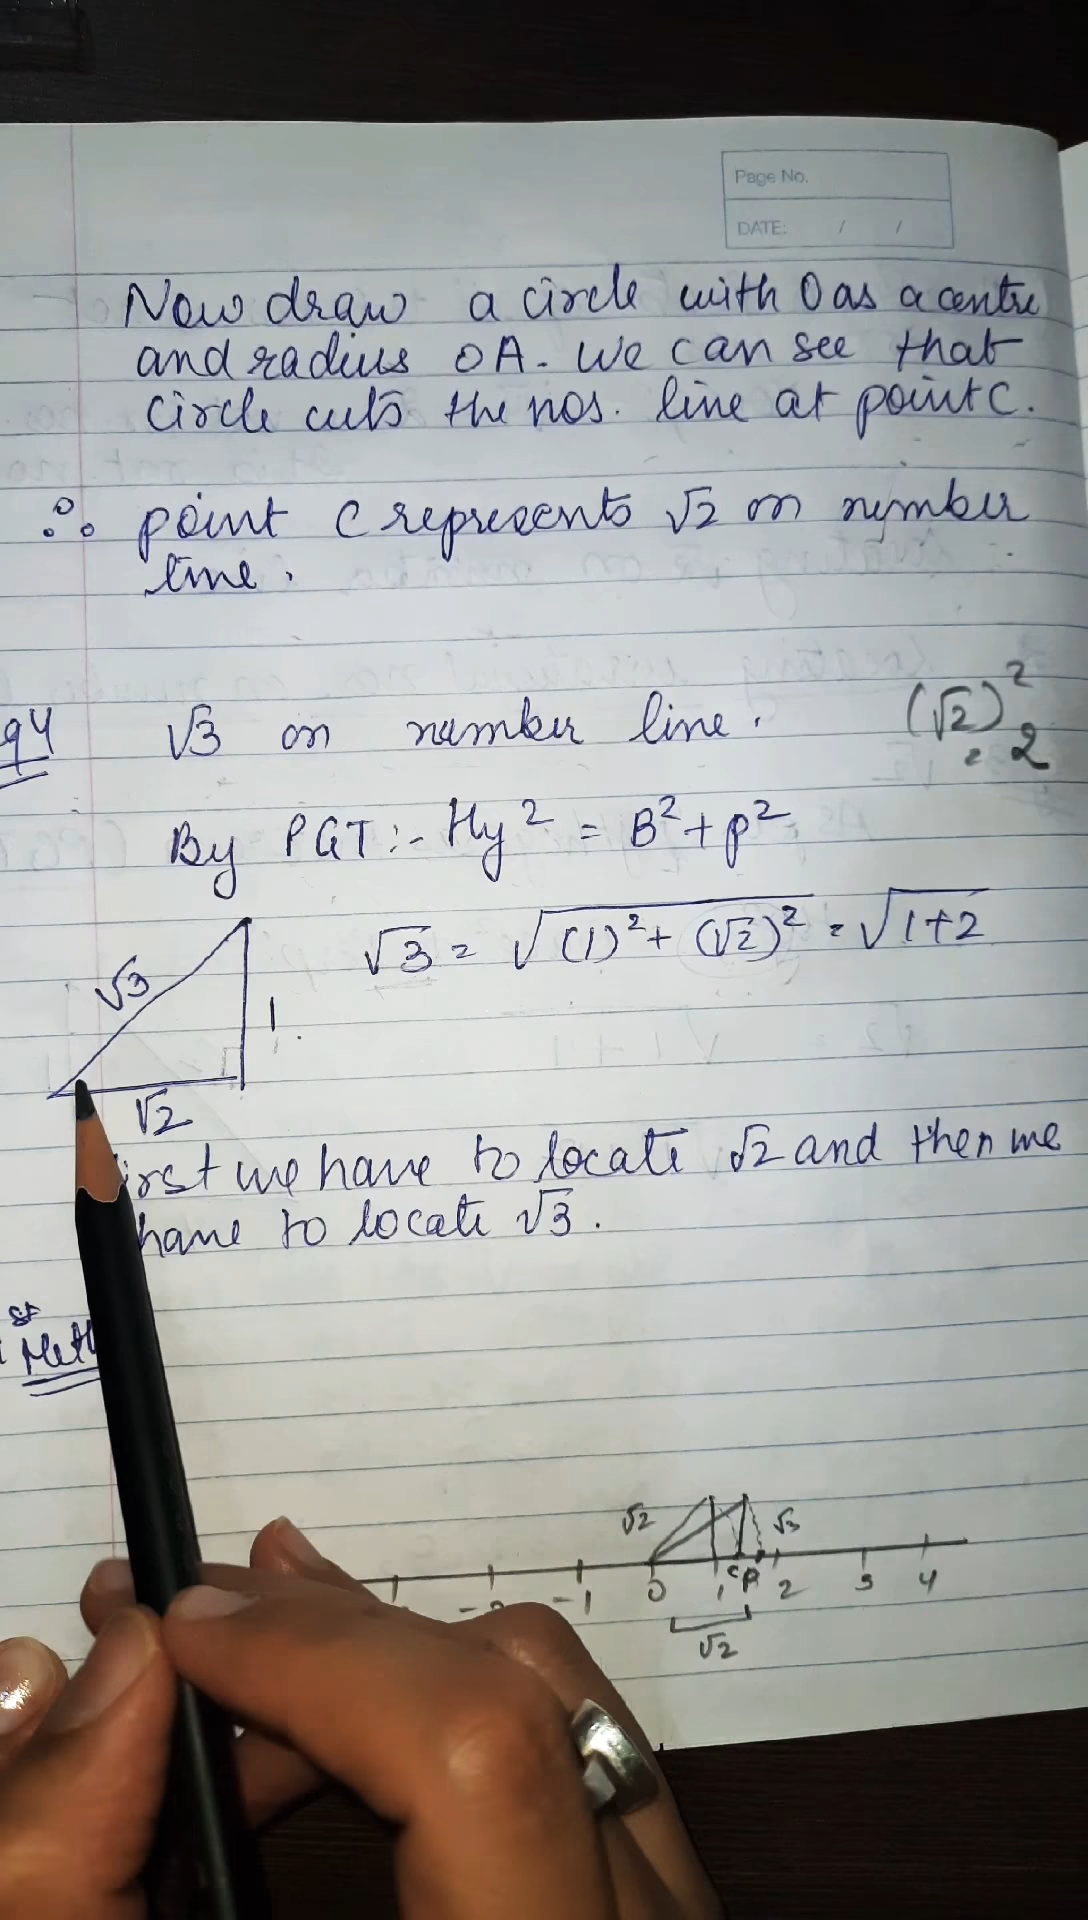 Page No.
DATE: / /
Now draw a circle with O as a centre
and radius OA. We can see that
circle cuts the nos. line at point C.
∴ point C represents √2 on number
line.
√3 on number line.
(√2)²
= 2
By PGT:- Hy² = B² + p²
√3 = √(1)² + (√2)² = √1+2
√3
1
√2
irst we have to locate √2 and then we
have to locate √3.
st
Meth
√2 √3
-1 0 1 C 2 3 4
√2